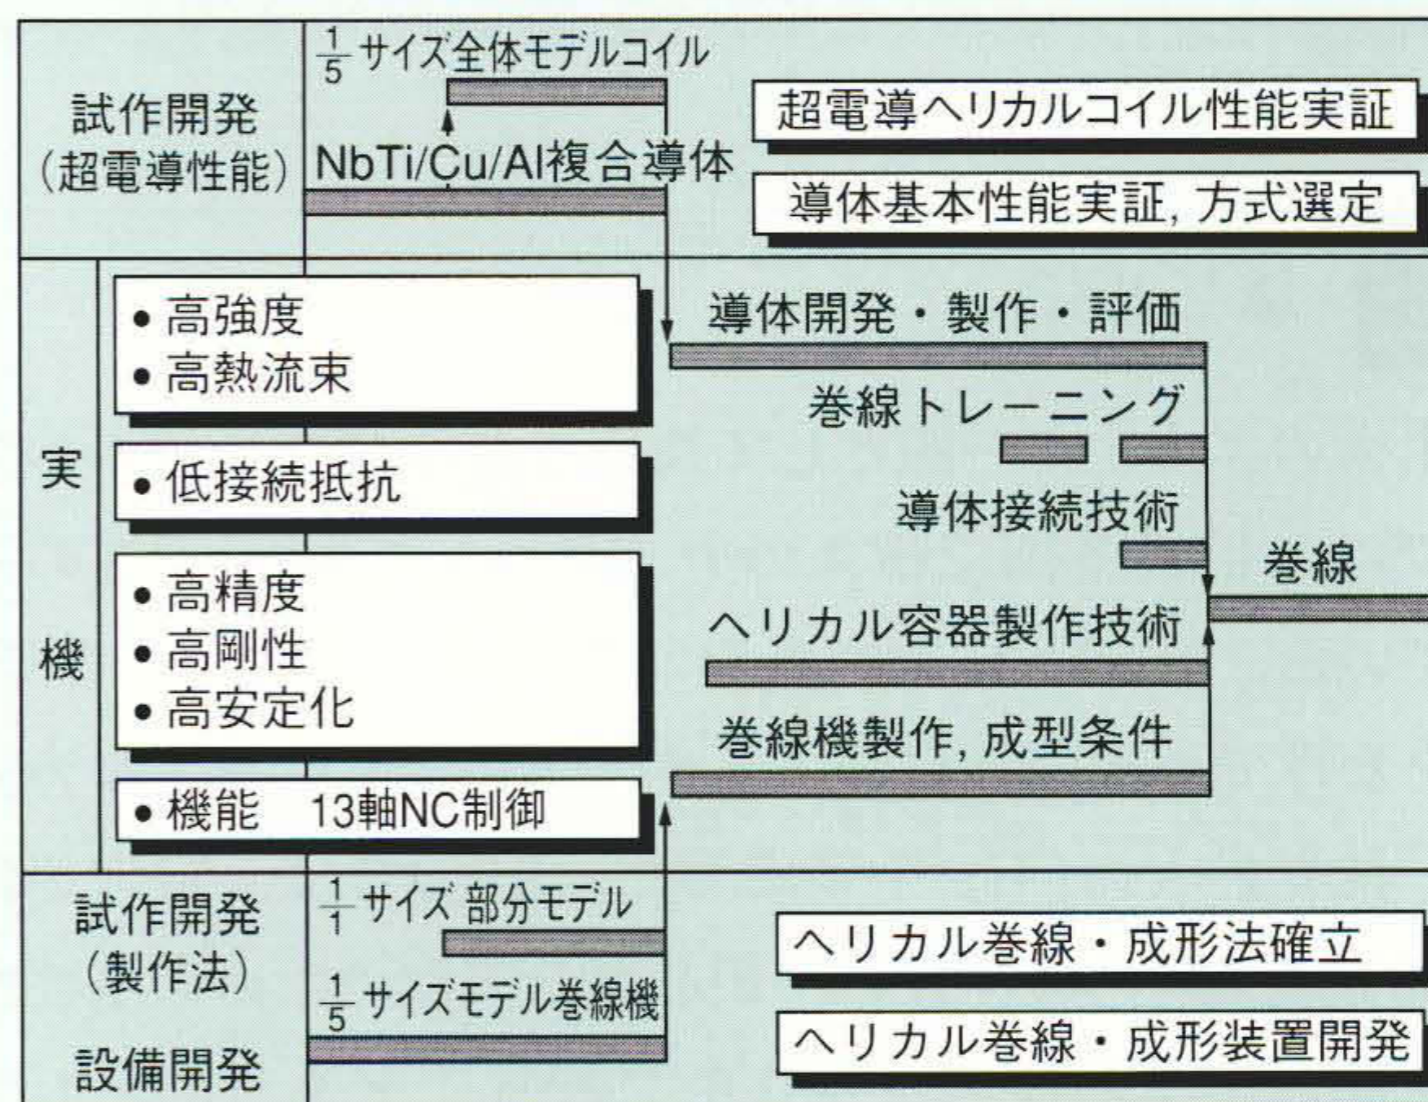 試作開発
(超電導性能)
1/5 サイズ全体モデルコイル
NbTi/Cu/Al複合導体
超電導ヘリカルコイル性能実証
導体基本性能実証, 方式選定
実機
• 高強度
• 高熱流束
• 低接続抵抗
• 高精度
• 高剛性
• 高安定化
• 機能 13軸NC制御
導体開発・製作・評価
巻線トレーニング
導体接続技術
巻線
ヘリカル容器製作技術
巻線機製作, 成型条件
試作開発
(製作法)
設備開発
1/1 サイズ 部分モデル
1/5 サイズモデル巻線機
ヘリカル巻線・成形法確立
ヘリカル巻線・成形装置開発